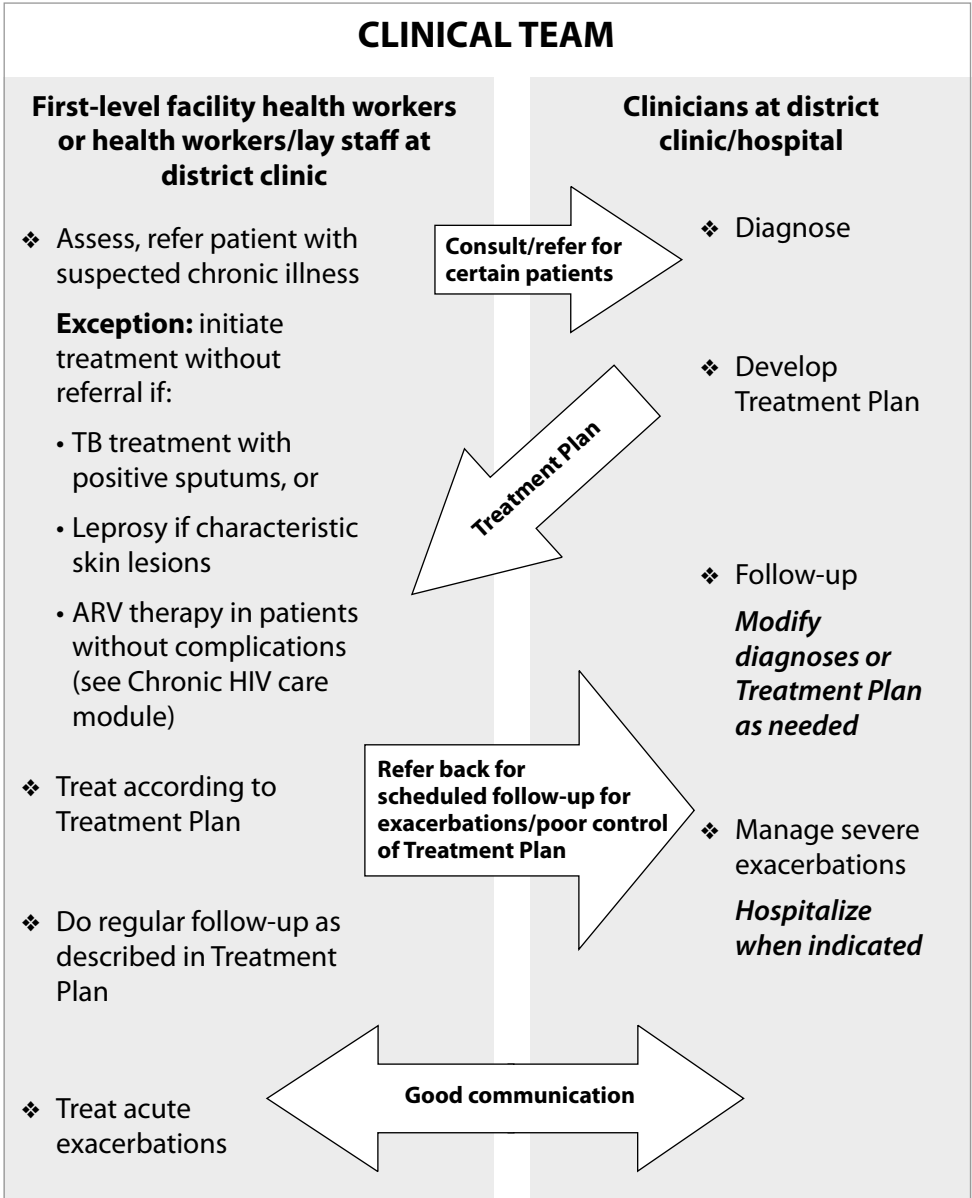 CLINICAL TEAM
First-level facility health workers
or health workers/lay staff at
district clinic
❖ Assess, refer patient with
suspected chronic illness
Exception: initiate
treatment without
referral if:
• TB treatment with
positive sputums, or
• Leprosy if characteristic
skin lesions
• ARV therapy in patients
without complications
(see Chronic HIV care
module)
❖ Treat according to
Treatment Plan
❖ Do regular follow-up as
described in Treatment
Plan
❖ Treat acute
exacerbations
Consult/refer for
certain patients
Treatment Plan
Refer back for
scheduled follow-up for
exacerbations/poor control
of Treatment Plan
Good communication
Clinicians at district
clinic/hospital
❖ Diagnose
❖ Develop
Treatment Plan
❖ Follow-up
Modify
diagnoses or
Treatment Plan
as needed
❖ Manage severe
exacerbations
Hospitalize
when indicated